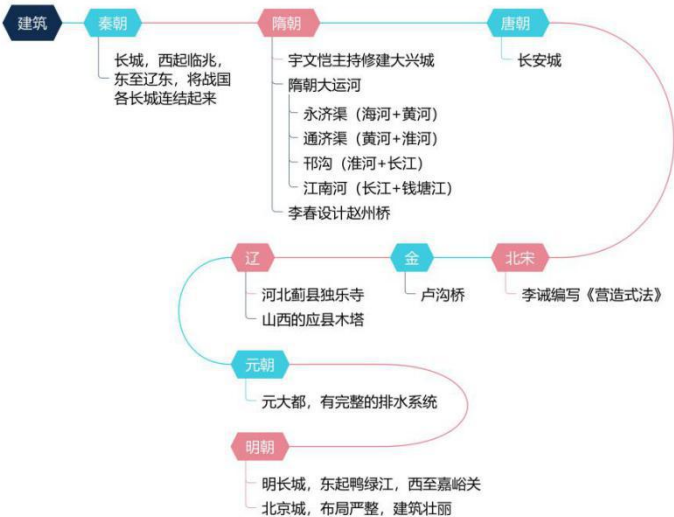 建筑
秦朝
长城，西起临兆，
东至辽东，将战国
各长城连结起来
隋朝
宇文恺主持修建大兴城
隋朝大运河
永济渠（海河+黄河）
通济渠（黄河+淮河）
邗沟（淮河+长江）
江南河（长江+钱塘江）
李春设计赵州桥
唐朝
长安城
北宋
李诫编写《营造式法》
金
卢沟桥
辽
河北蓟县独乐寺
山西的应县木塔
元朝
元大都，有完整的排水系统
明朝
明长城，东起鸭绿江，西至嘉峪关
北京城，布局严整，建筑壮丽